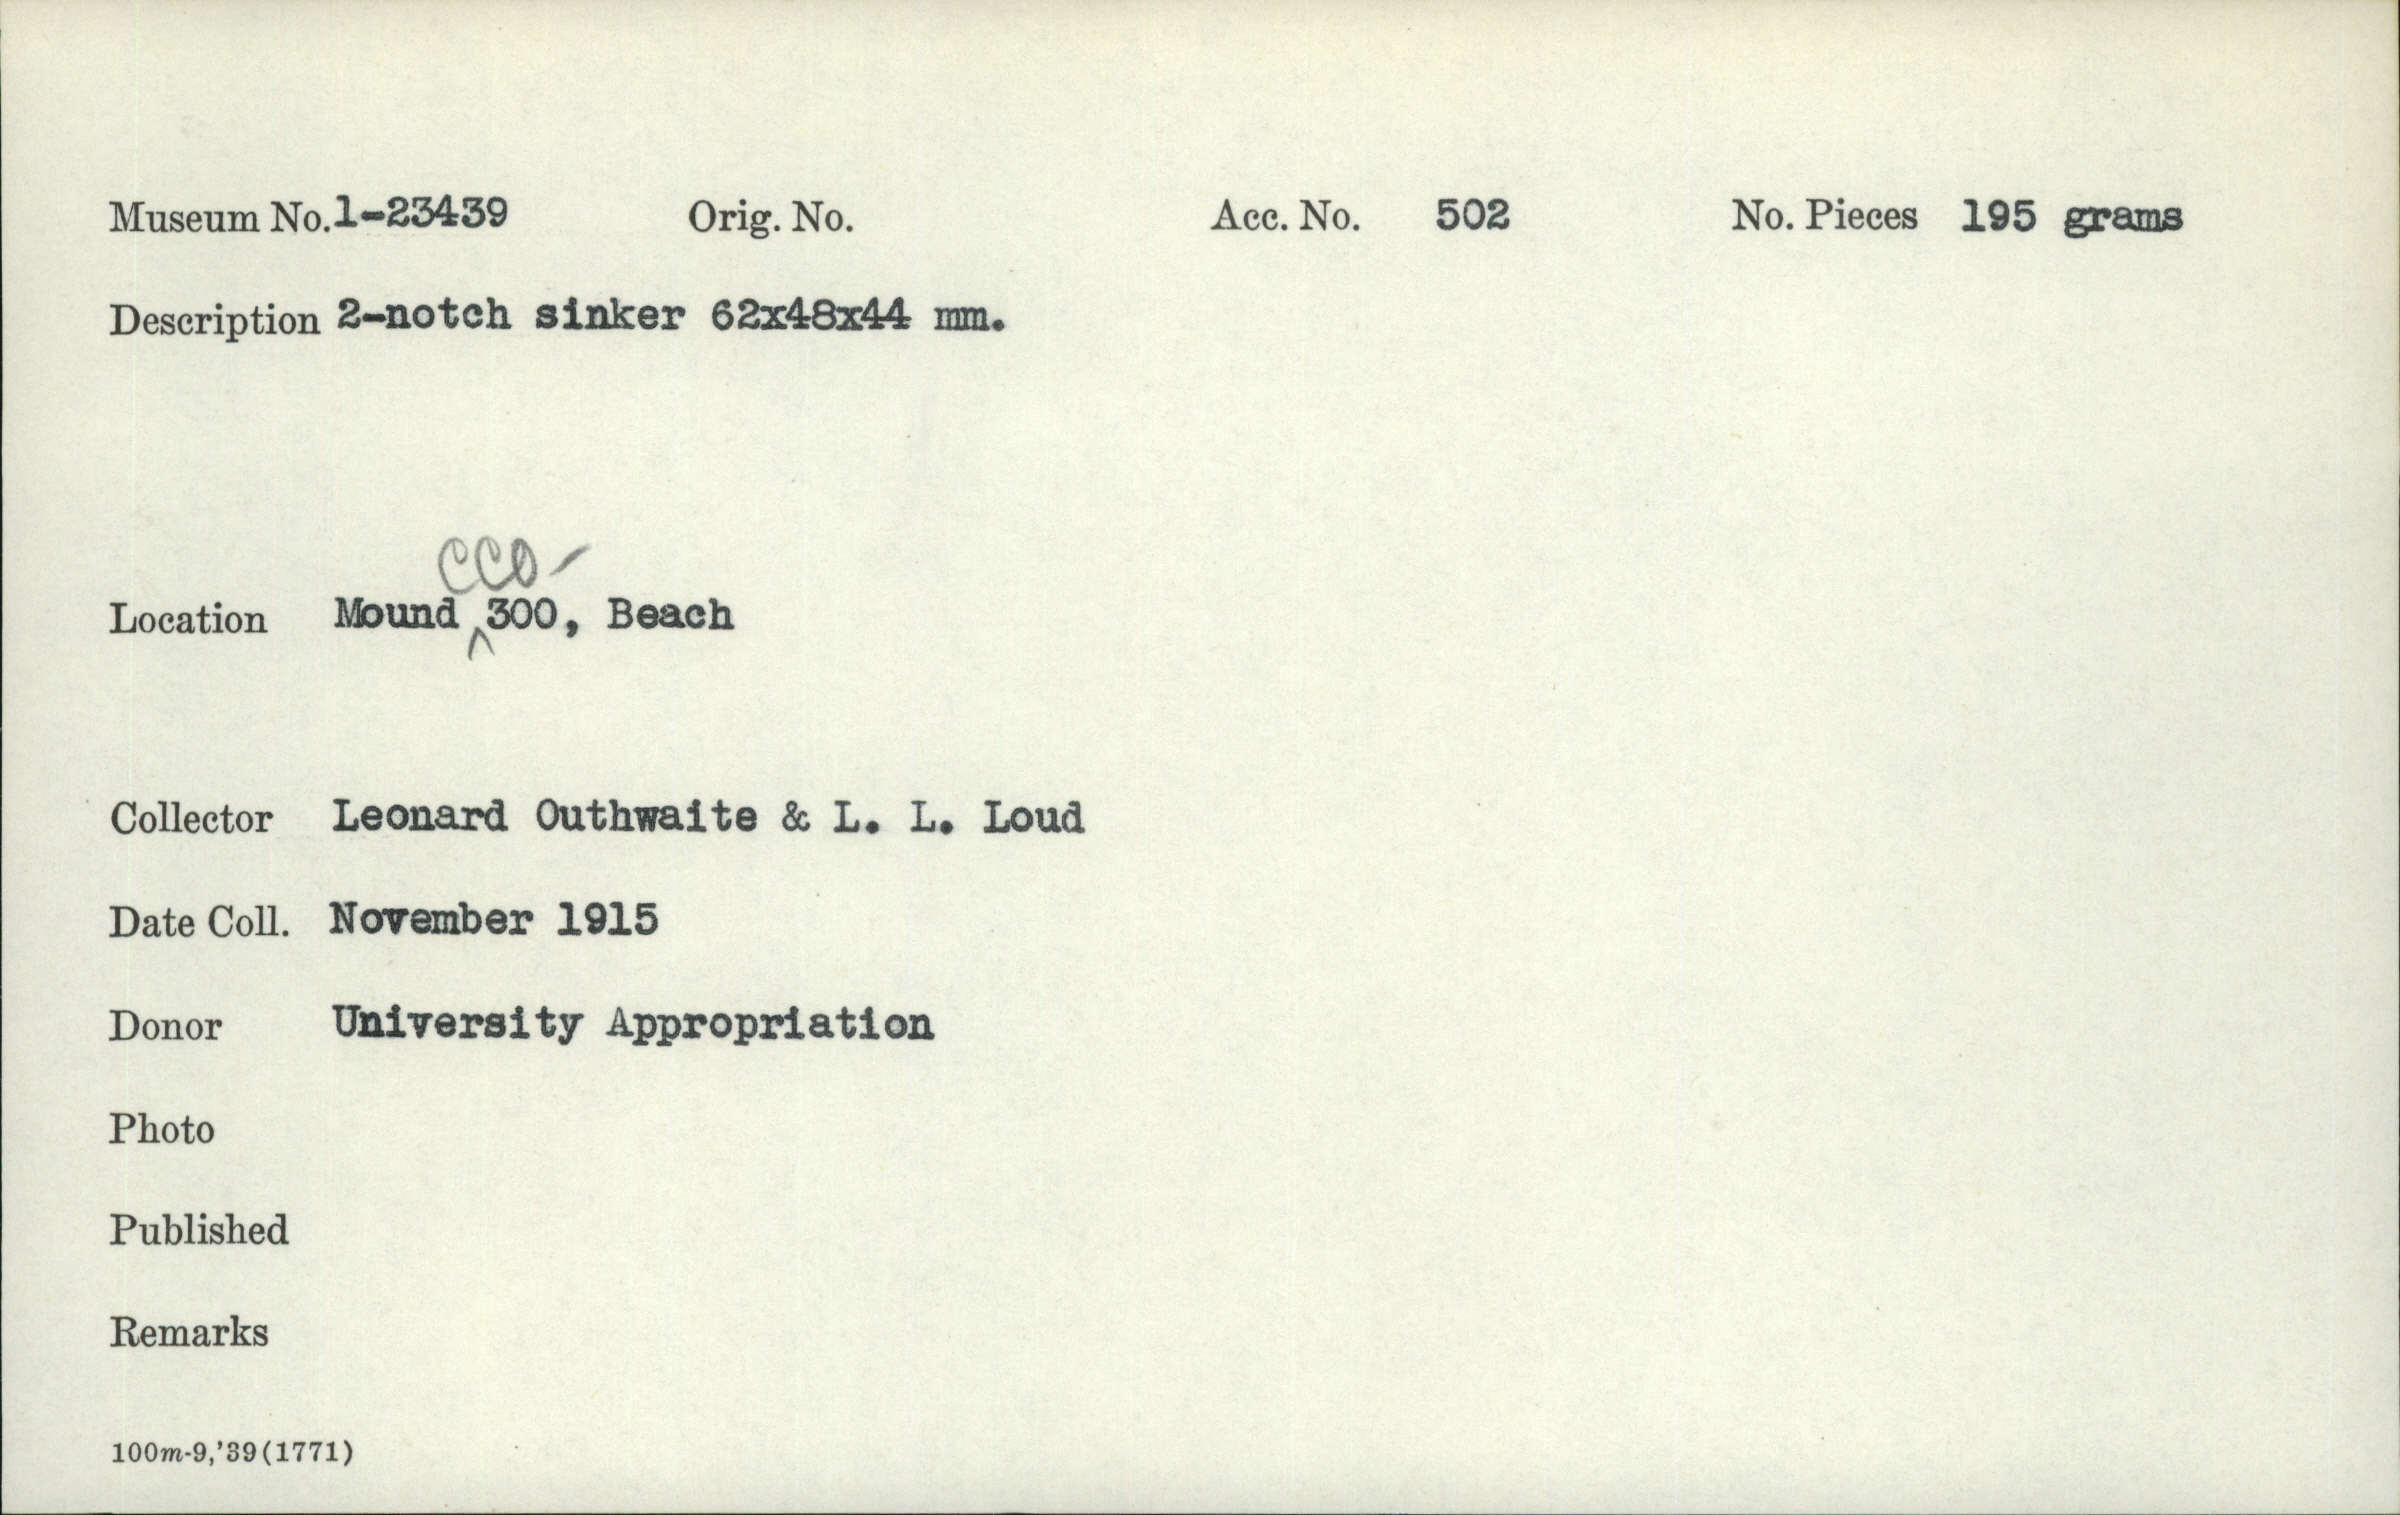 Museum No. 1-23439 Orig. No. Acc. No. 502 No. Pieces 195 grams
Description 2-notch sinker 62x48x44 mm.
CCO-
Location Mound ^ 300, Beach
Collector Leonard Outhwaite & L. L. Loud
Date Coll. November 1915
Donor University Appropriation
Photo
Published
Remarks
100m-9,'39(1771)